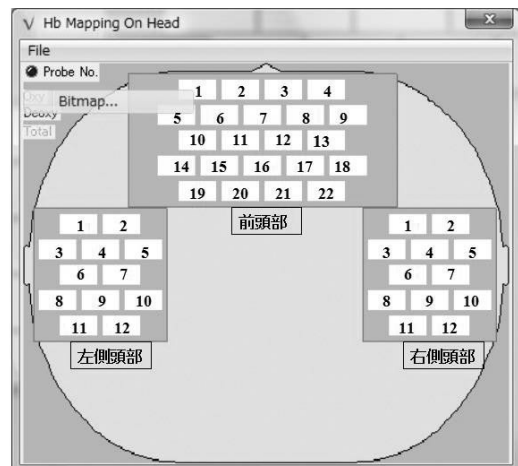 Hb Mapping On Head
File
Probe No.
Oxy
Bitmap...
Deoxy
Total
1 2 3 4
5 6 7 8 9
10 11 12 13
14 15 16 17 18
19 20 21 22
前頭部
1 2
3 4 5
6 7
8 9 10
11 12
左側頭部
1 2
3 4 5
6 7
8 9 10
11 12
右側頭部